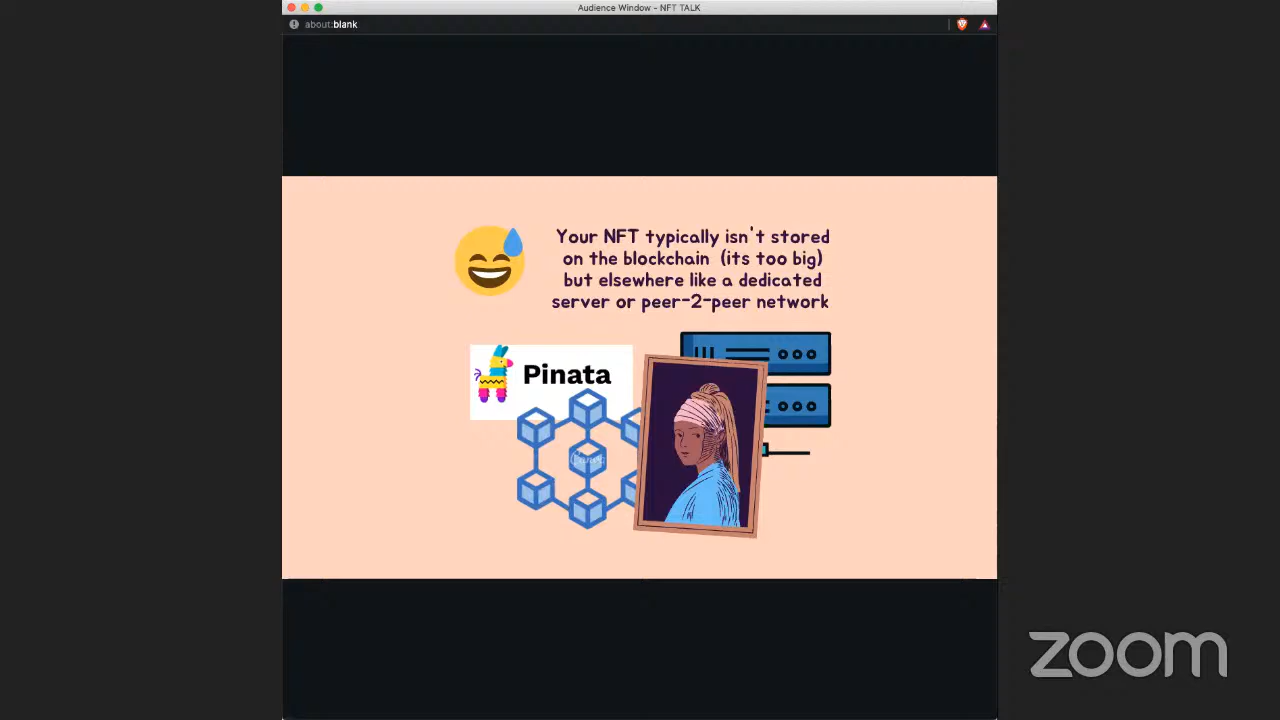 Audience Window - NFT TALK
about:blank
Your NFT typically isn't stored
on the blockchain (its too big)
but elsewhere like a dedicated
server or peer-2-peer network
Pinata
Canva
zoom